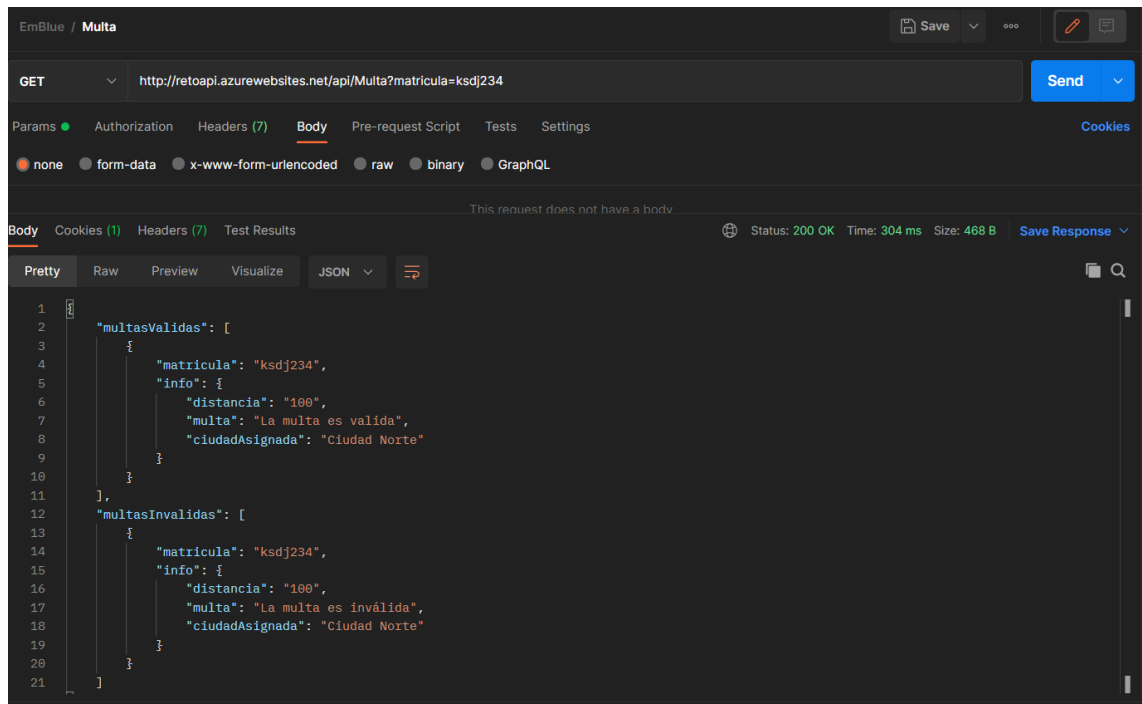 EmBlue / Multa
Save
GET http://retoapi.azurewebsites.net/api/Multa?matricula=ksdj234 Send
Params Authorization Headers (7) Body Pre-request Script Tests Settings Cookies
none form-data x-www-form-urlencoded raw binary GraphQL
This request does not have a body
Body Cookies (1) Headers (7) Test Results Status: 200 OK Time: 304 ms Size: 468 B Save Response
Pretty Raw Preview Visualize JSON
1 {
2 "multasValidas": [
3 {
4 "matricula": "ksdj234",
5 "info": {
6 "distancia": "100",
7 "multa": "La multa es valida",
8 "ciudadAsignada": "Ciudad Norte"
9 }
10 }
11 ],
12 "multasInvalidas": [
13 {
14 "matricula": "ksdj234",
15 "info": {
16 "distancia": "100",
17 "multa": "La multa es inválida",
18 "ciudadAsignada": "Ciudad Norte"
19 }
20 }
21 ]